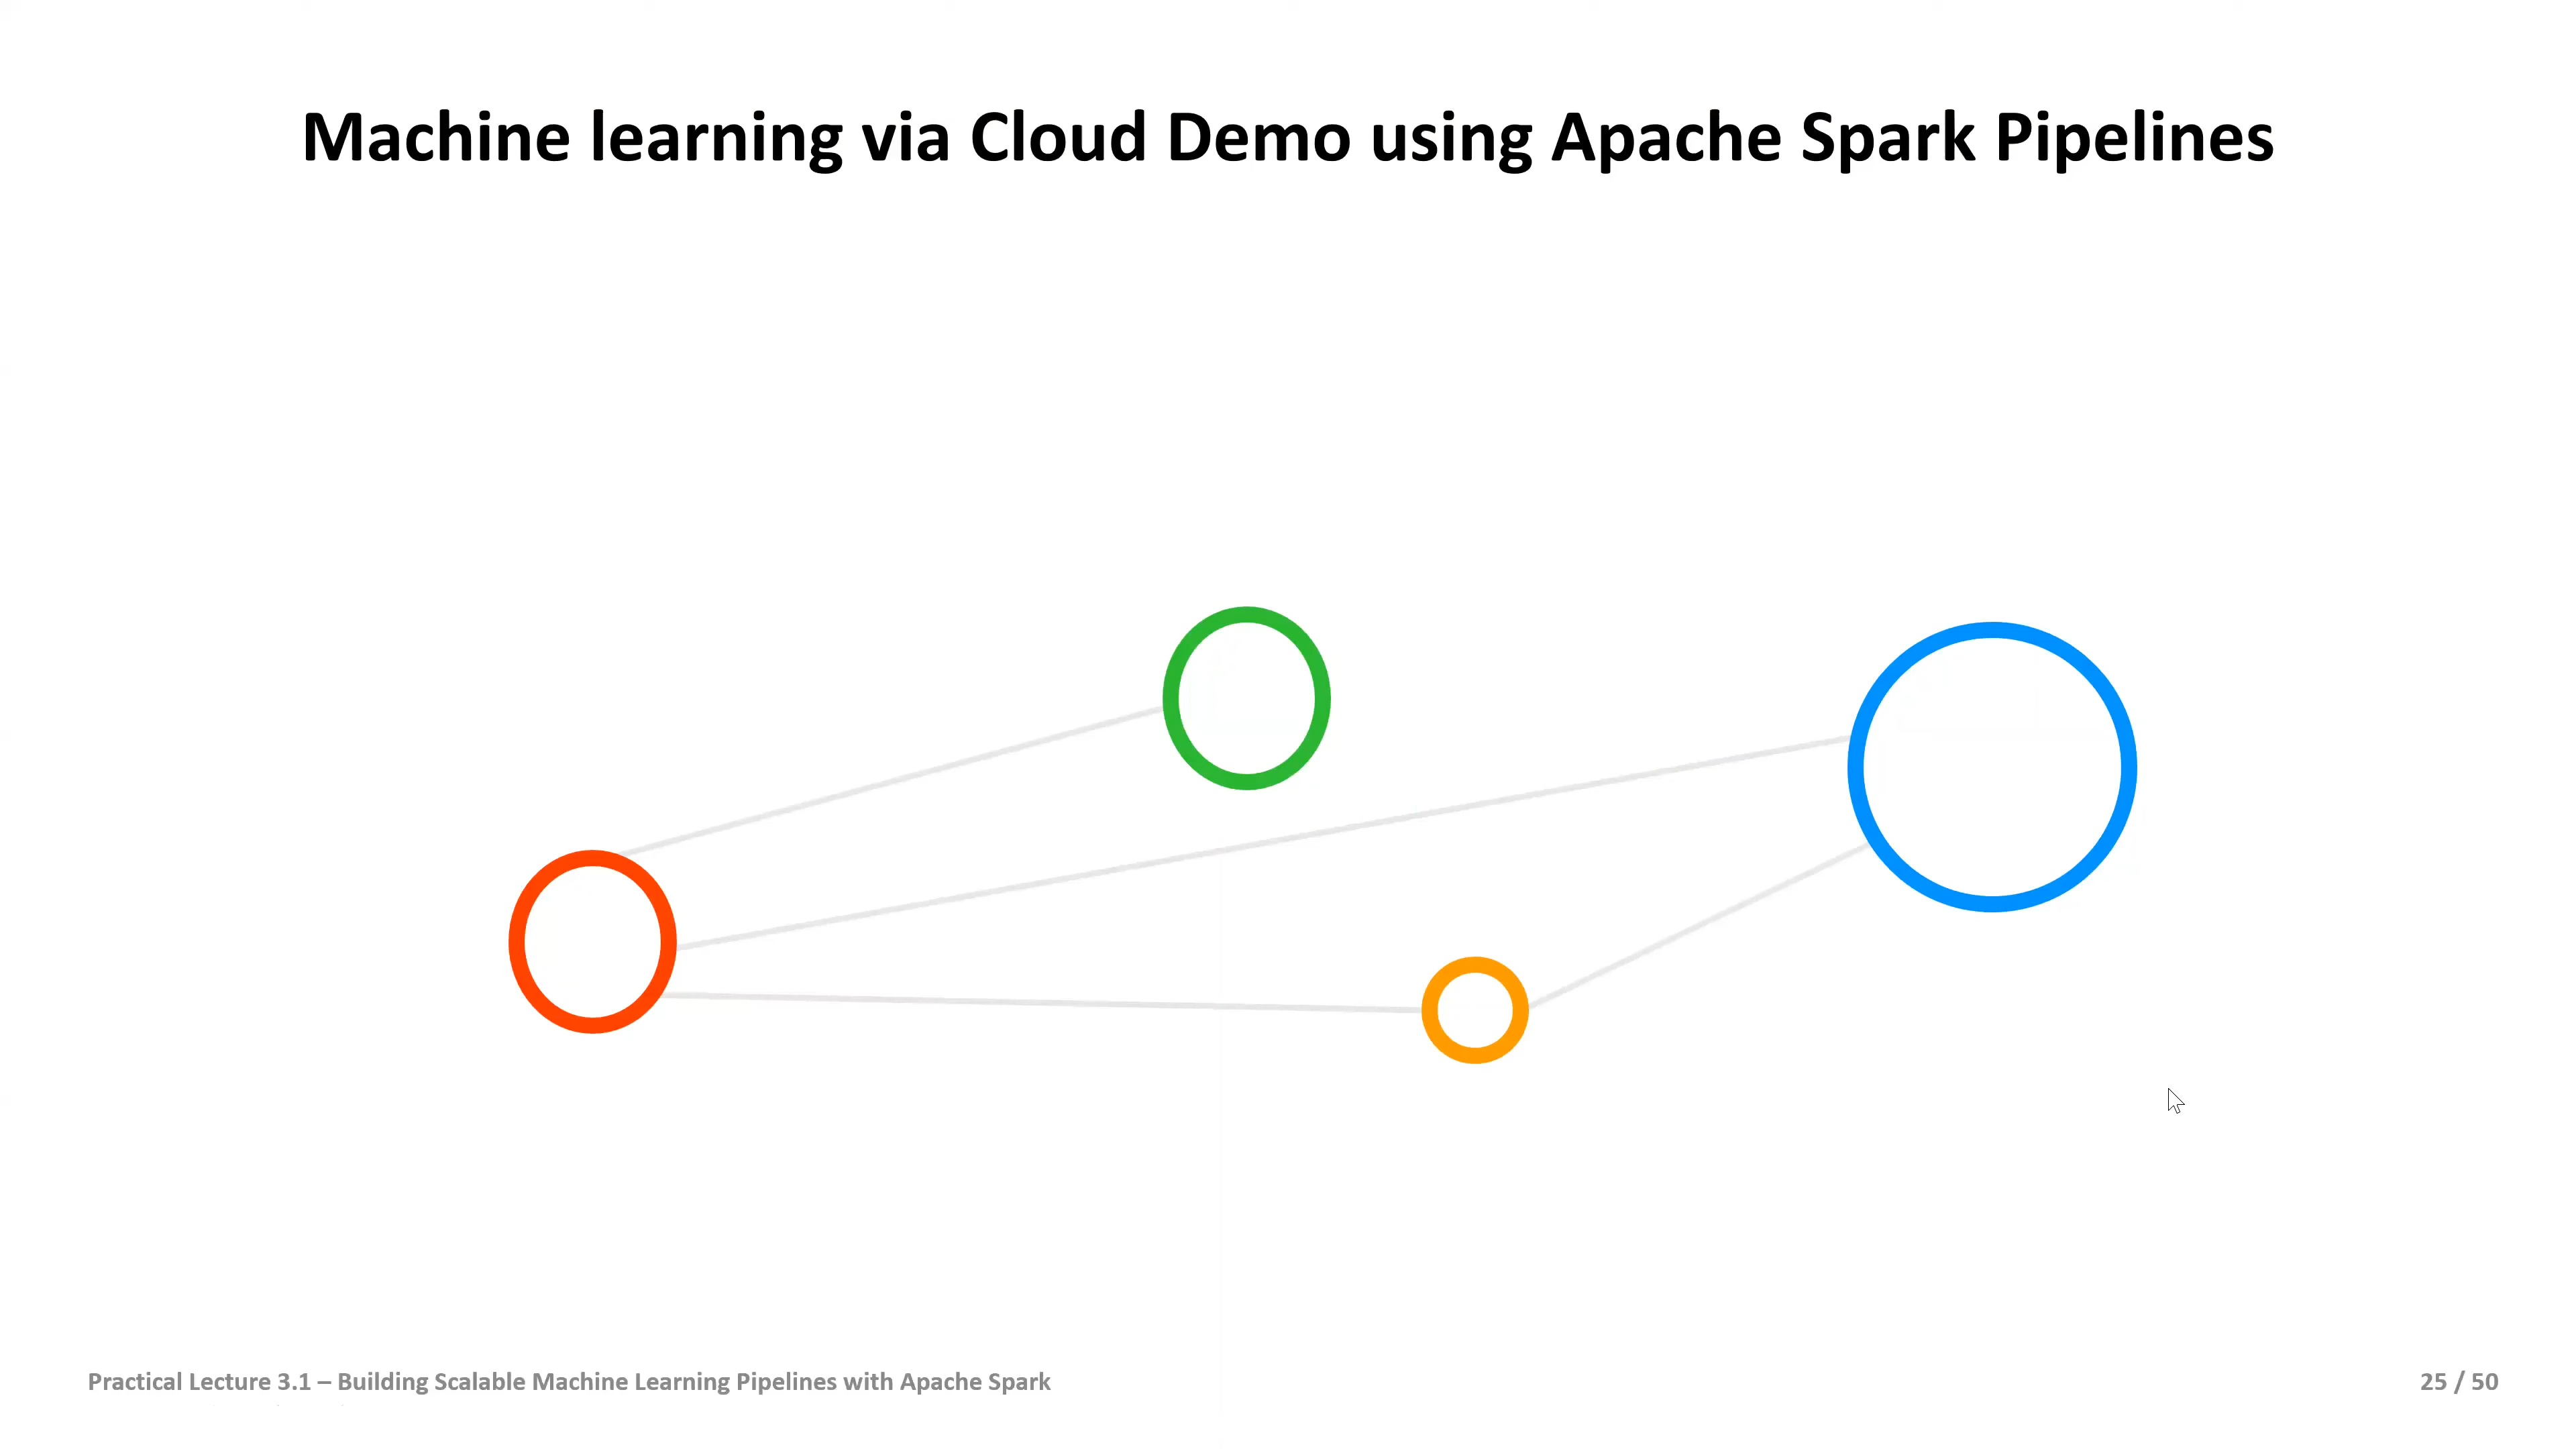 Machine learning via Cloud Demo using Apache Spark Pipelines
Practical Lecture 3.1 – Building Scalable Machine Learning Pipelines with Apache Spark
25 / 50